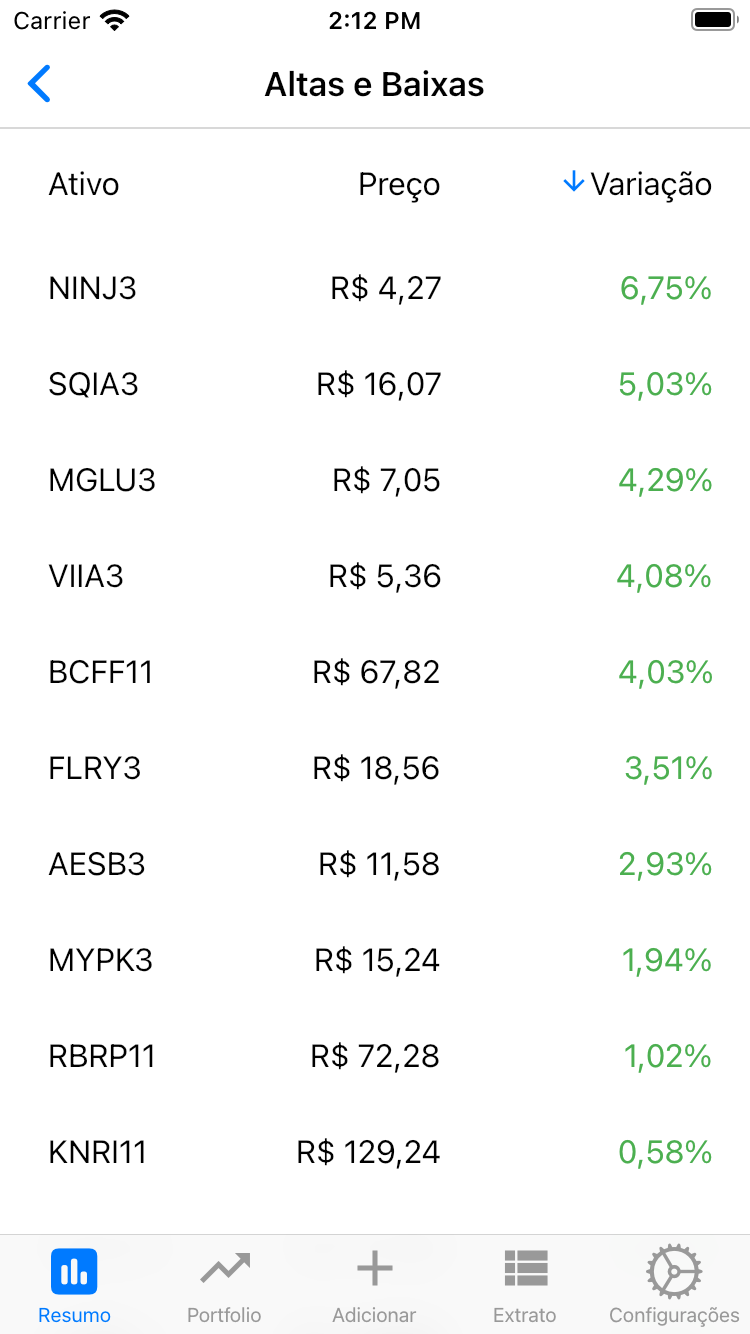 Carrier 2:12 PM
Altas e Baixas
Ativo Preço Variação
NINJ3 R$ 4,27 6,75%
SQIA3 R$ 16,07 5,03%
MGLU3 R$ 7,05 4,29%
VIIA3 R$ 5,36 4,08%
BCFF11 R$ 67,82 4,03%
FLRY3 R$ 18,56 3,51%
AESB3 R$ 11,58 2,93%
MYPK3 R$ 15,24 1,94%
RBRP11 R$ 72,28 1,02%
KNRI11 R$ 129,24 0,58%
Resumo Portfolio Adicionar Extrato Configurações